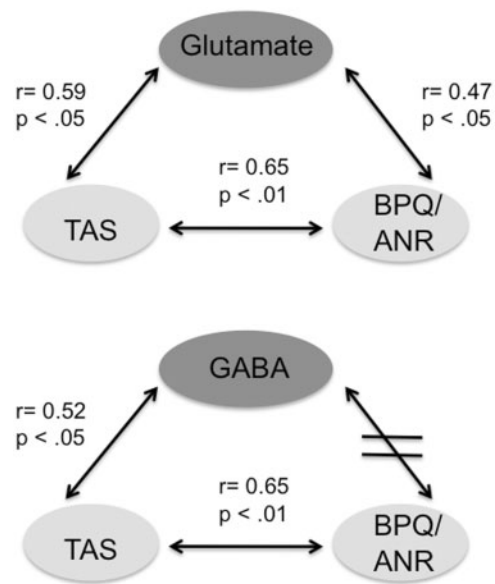 Glutamate
r= 0.59
p < .05
r= 0.47
p < .05
r= 0.65
p < .01
TAS
BPQ/
ANR
GABA
r= 0.52
p < .05
r= 0.65
p < .01
TAS
BPQ/
ANR